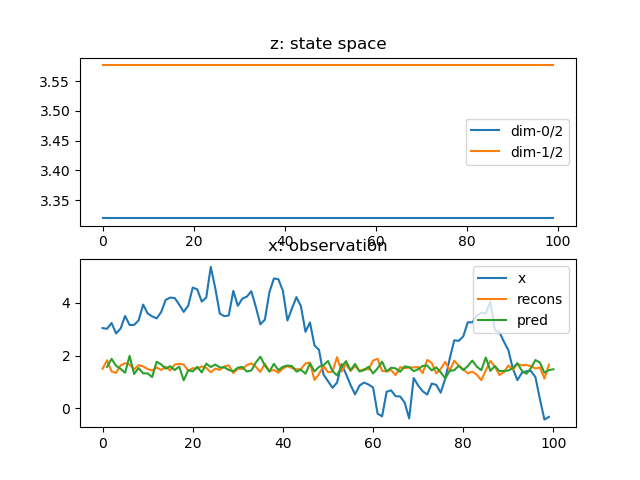 z: state space
3.55
3.50
3.45
3.40
3.35
dim-0/2
dim-1/2
0 20 40 60 80 100
x: observation
4
2
0
x
recons
pred
0 20 40 60 80 100